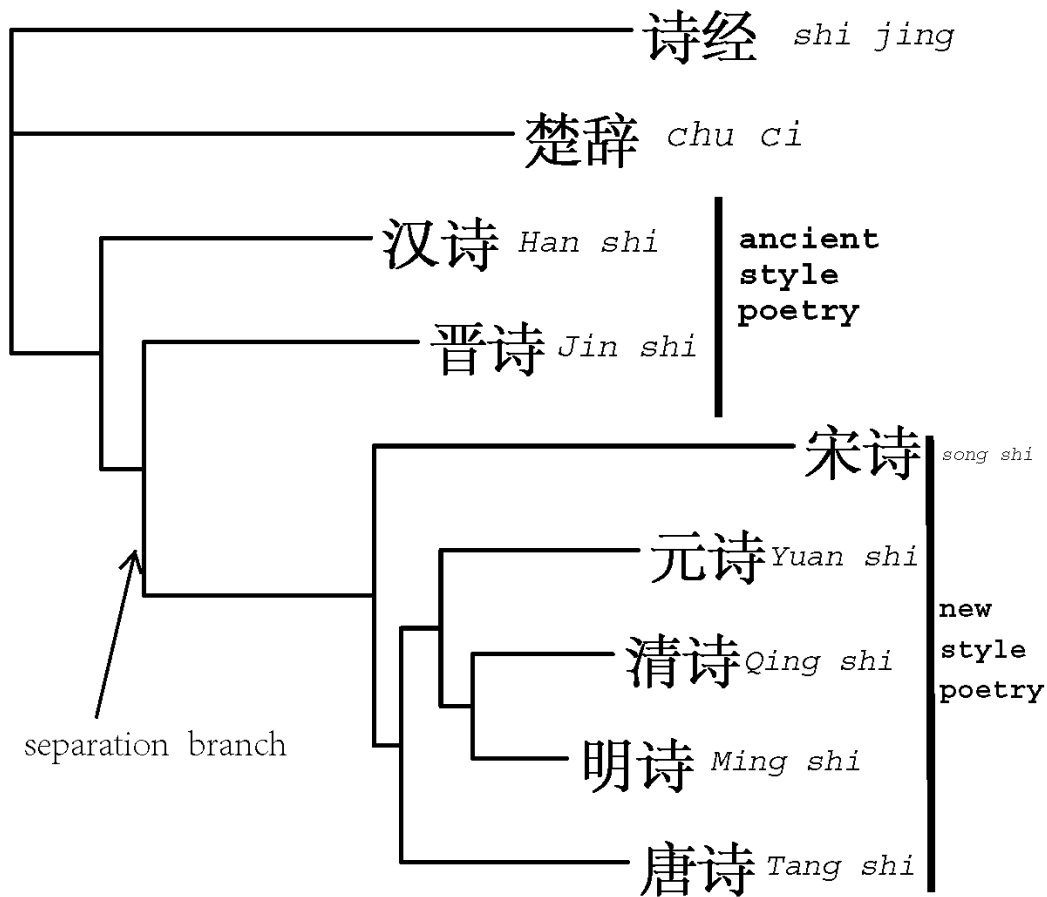 诗经 shi jing
楚辞 chu ci
汉诗 Han shi
ancient
style
poetry
晋诗 Jin shi
宋诗 song shi
元诗 Yuan shi
new
style
poetry
清诗 Qing shi
separation branch
明诗 Ming shi
唐诗 Tang shi